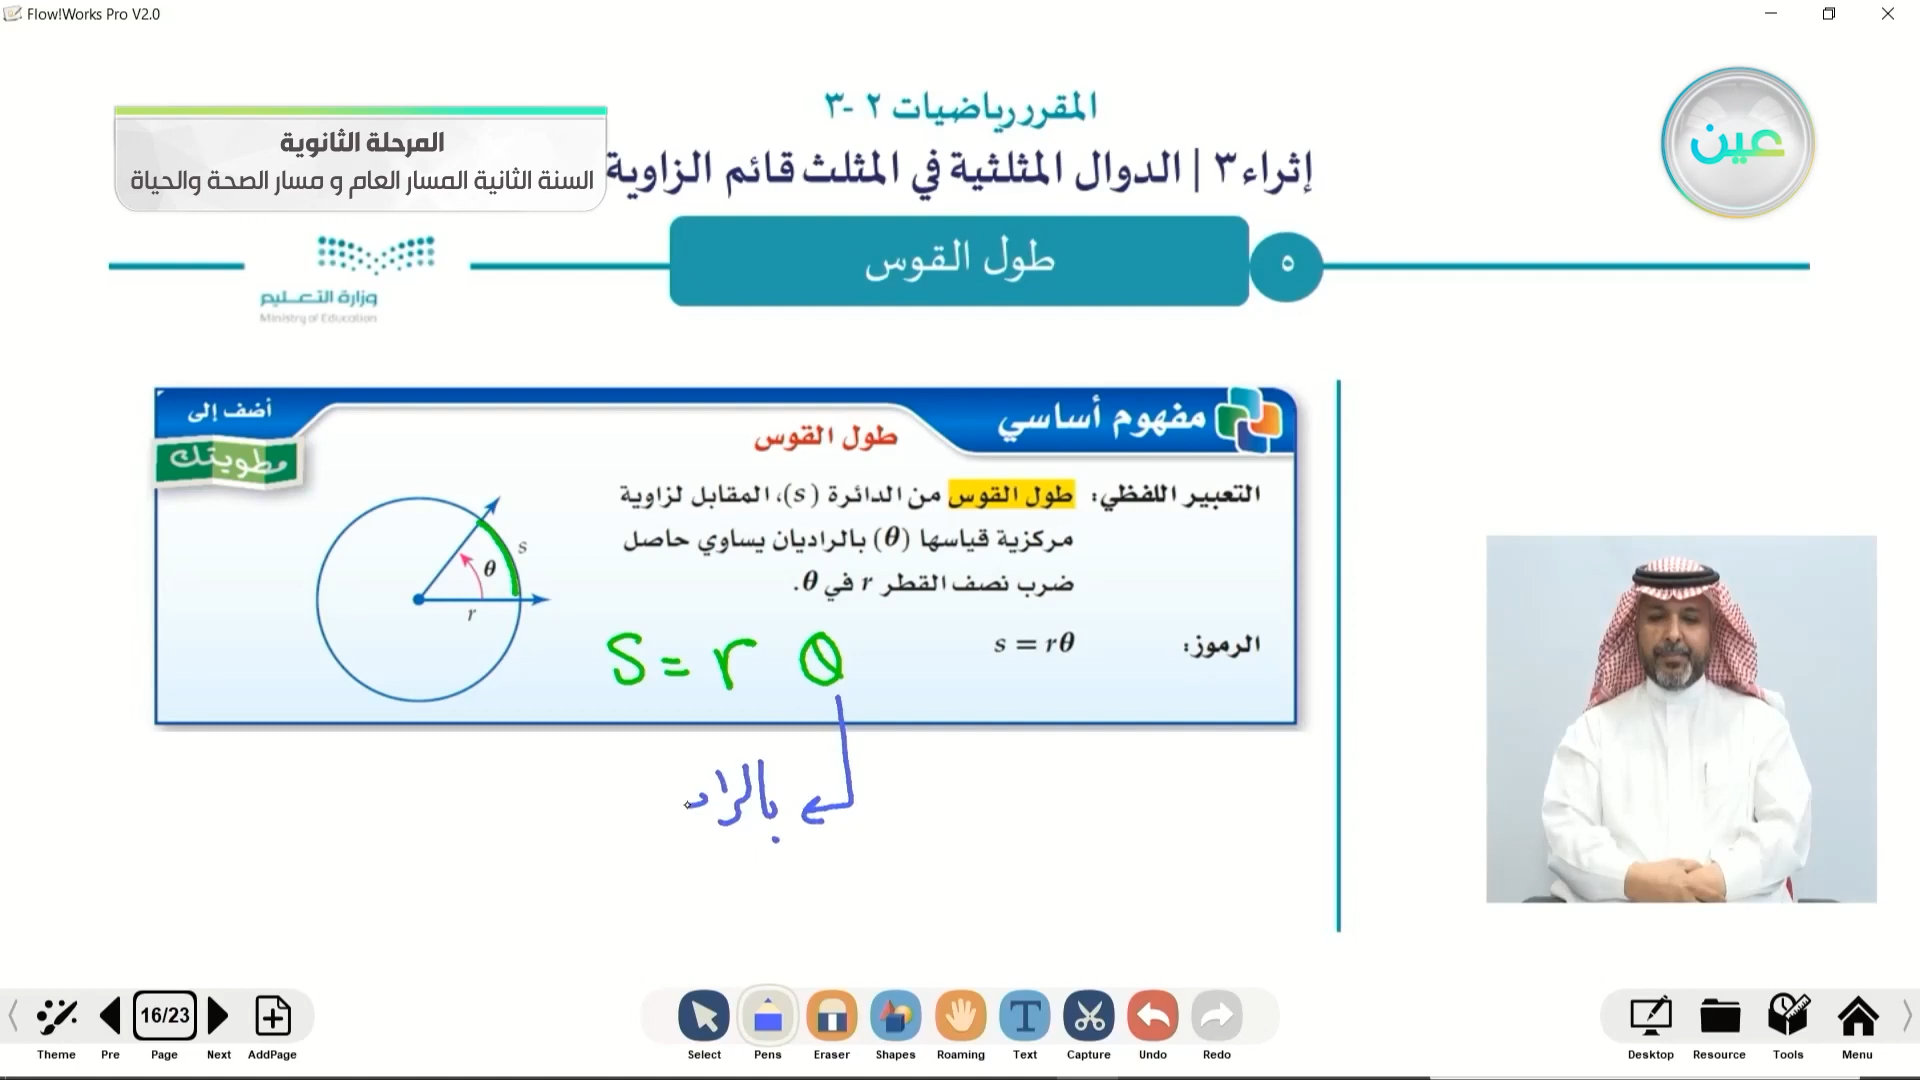 Flow!Works Pro V2.0
المقرر رياضيات ٢ -٣
إثراء ٣ | الدوال المثلثية في المثلث قائم الزاوية
المرحلة الثانوية
السنة الثانية المسار العام و مسار الصحة والحياة
عين
وزارة التعليم
Ministry of Education
٥
طول القوس
مفهوم أساسي
أضف إلى
مطويتك
طول القوس
التعبير اللفظي: طول القوس من الدائرة (s)، المقابل لزاوية
مركزية قياسها (θ) بالراديان يساوي حاصل
ضرب نصف القطر r في θ.
الرموز: s = rθ
s
θ
r
S = r θ
16/23
Theme
Pre
Page
Next
AddPage
Select
Pens
Eraser
Shapes
Roaming
Text
Capture
Undo
Redo
Desktop
Resource
Tools
Menu